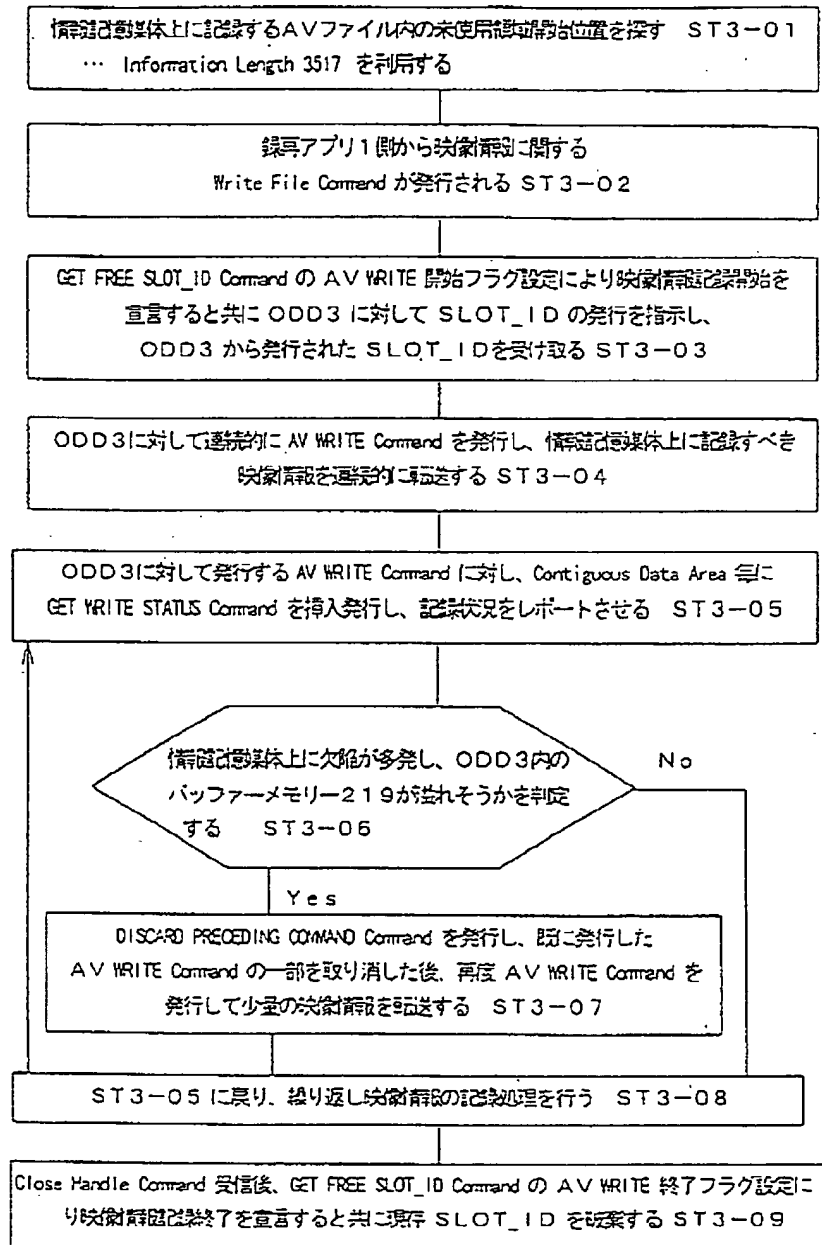 情報記憶媒体上に記録するAVファイル内の未使用領域開始位置を探す ST3-01
… Information Length 3517 を利用する
録再アプリ1側から映像情報に関する
Write File Command が発行される ST3-02
GET FREE SLOT_ID Command の AV WRITE 開始フラグ設定により映像情報記録開始を
宣言すると共に ODD3 に対して SLOT_ID の発行を指示し、
ODD3 から発行された SLOT_IDを受け取る ST3-03
ODD3に対して連続的に AV WRITE Command を発行し、情報記憶媒体上に記録すべき
映像情報を連続的に転送する ST3-04
ODD3に対して発行する AV WRITE Command に対し、Contiguous Data Area 毎に
GET WRITE STATUS Command を挿入発行し、記録状況をレポートさせる ST3-05
情報記憶媒体上に欠陥が多発し、ODD3内の
バッファーメモリー219が溢れそうかを判定
する ST3-06
No
Yes
DISCARD PRECEDING COMMAND Command を発行し、既に発行した
AV WRITE Command の一部を取り消した後、再度 AV WRITE Command を
発行して少量の映像情報を転送する ST3-07
ST3-05 に戻り、繰り返し映像情報の記録処理を行う ST3-08
Close Handle Command 受信後、GET FREE SLOT_ID Command の AV WRITE 終了フラグ設定に
り映像情報記録終了を宣言すると共に現存 SLOT_ID を破棄する ST3-09